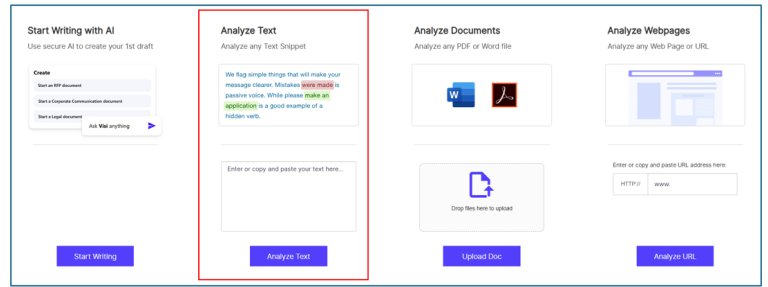 Start Writing with AI
Use secure AI to create your 1st draft
Create
Start an RFP document
Start a Corporate Communication document
Start a Legal document
Ask Visi anything
Start Writing
Analyze Text
Analyze any Text Snippet
We flag simple things that will make your
message clearer. Mistakes were made is
passive voice. While please make an
application is a good example of a
hidden verb.
Enter or copy and paste your text here...
Analyze Text
Analyze Documents
Analyze any PDF or Word file
W
Drop files here to upload
Upload Doc
Analyze Webpages
Analyze any Web Page or URL
Enter or copy and paste URL address here:
HTTP:// www.
Analyze URL